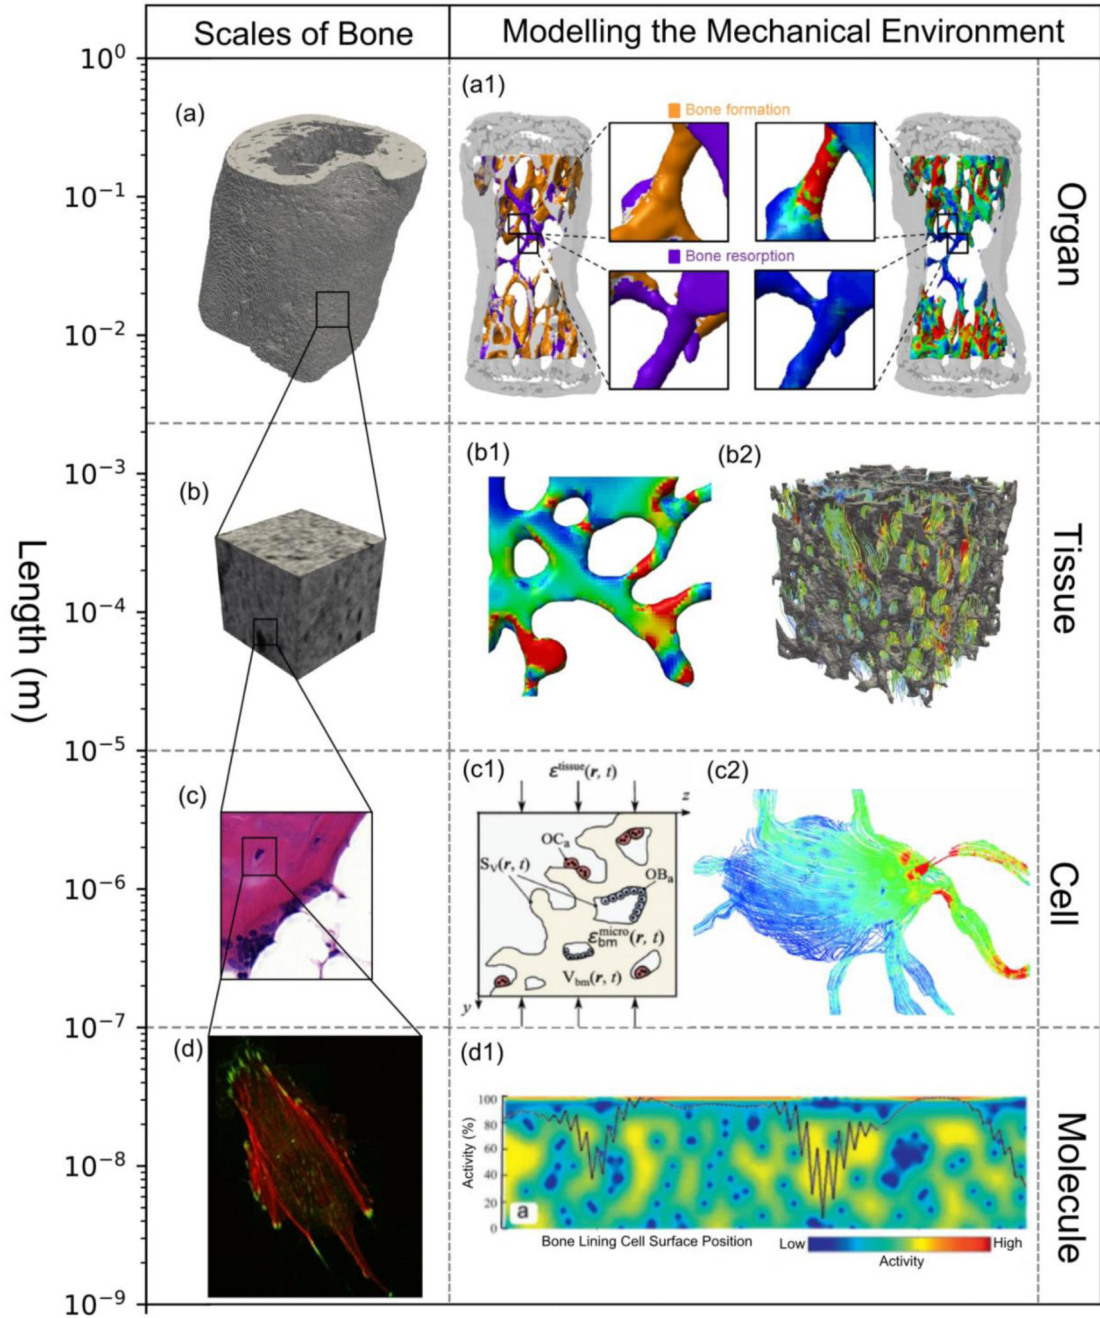 Scales of Bone
Modelling the Mechanical Environment
Length (m)
10⁰
10⁻¹
10⁻²
10⁻³
10⁻⁴
10⁻⁵
10⁻⁶
10⁻⁷
10⁻⁸
10⁻⁹
(a)
(a1)
Bone formation
Bone resorption
Organ
(b)
(b1)
(b2)
Tissue
(c)
(c1)
ε^tissue(r, t)
z
OC_a
S_V(r, t)
OB_a
ε_bm^micro(r, t)
V_bm(r, t)
y
(c2)
Cell
(d)
(d1)
Activity (%)
100
80
60
40
20
0
a
Bone Lining Cell Surface Position
Low
High
Activity
Molecule